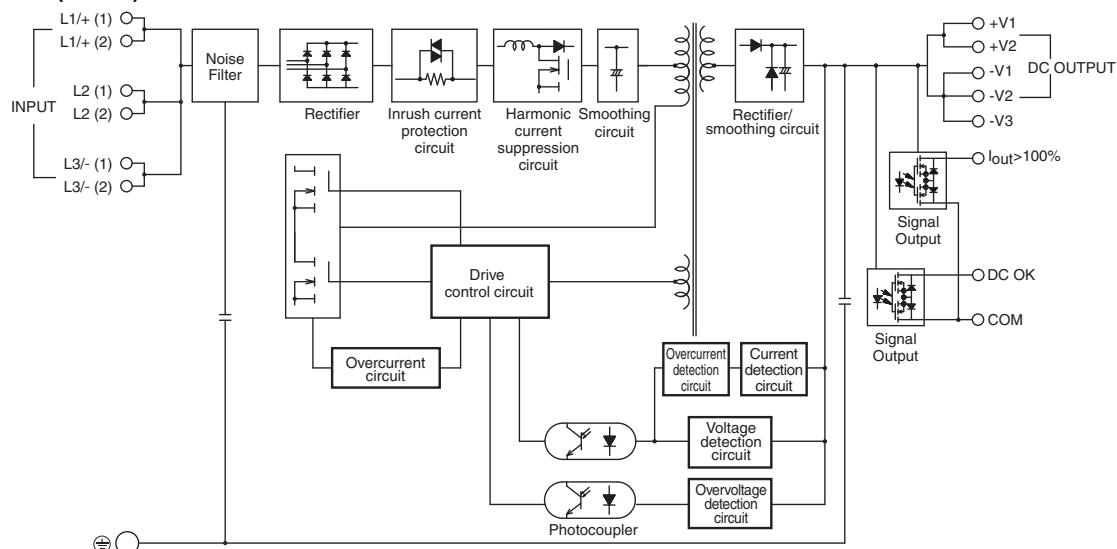 L1/+ (1)
L1/+ (2)
INPUT
L2 (1)
L2 (2)
L3/- (1)
L3/- (2)
Noise
Filter
Rectifier
Inrush current
protection
circuit
Harmonic
current
suppression
circuit
Smoothing
circuit
Rectifier/
smoothing circuit
+V1
+V2
DC OUTPUT
-V1
-V2
-V3
Iout>100%
Signal
Output
DC OK
COM
Signal
Output
Drive
control circuit
Overcurrent
circuit
Overcurrent
detection
circuit
Current
detection
circuit
Voltage
detection
circuit
Overvoltage
detection
circuit
Photocoupler